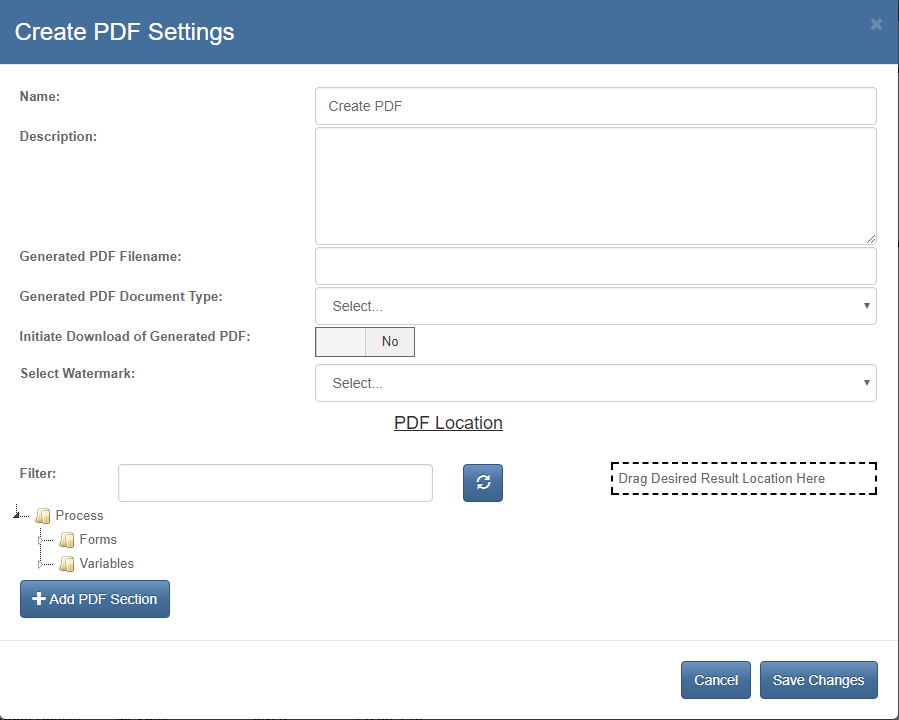 Create PDF Settings
Name:
Create PDF
Description:
Generated PDF Filename:
Generated PDF Document Type:
Select...
Initiate Download of Generated PDF:
No
Select Watermark:
Select...
PDF Location
Filter:
Drag Desired Result Location Here
Process
Forms
Variables
Add PDF Section
Cancel
Save Changes